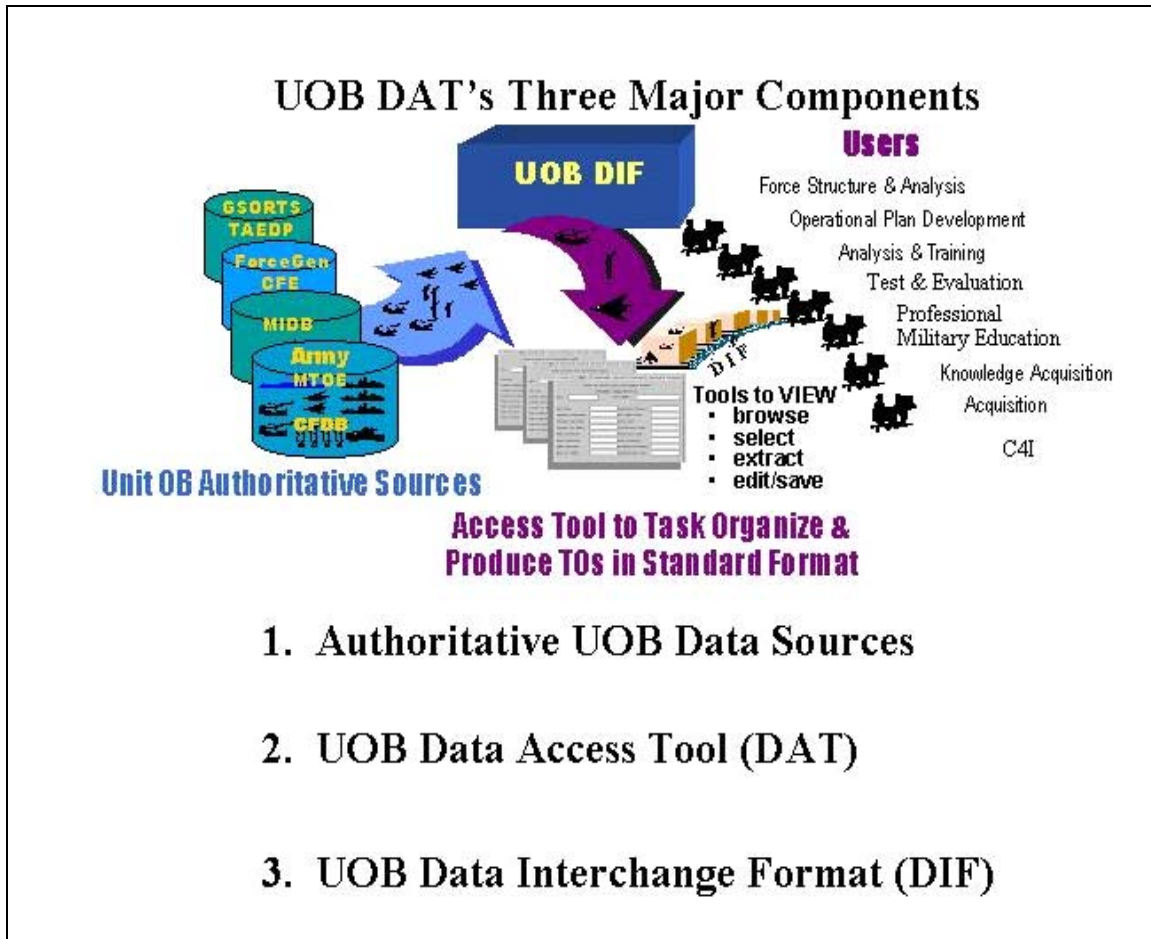 UOB DAT's Three Major Components
UOB DIF
Users
Force Structure & Analysis
Operational Plan Development
Analysis & Training
Test & Evaluation
Professional
Military Education
Knowledge Acquisition
Acquisition
C4I
GSORTS
TAEDP
ForceGen
CFE
MIDB
Army
MTOE
CFDB
Unit OB Authoritative Sources
DIF
Tools to VIEW
▪ browse
▪ select
▪ extract
▪ edit/save
Access Tool to Task Organize &
Produce TOs in Standard Format
1. Authoritative UOB Data Sources
2. UOB Data Access Tool (DAT)
3. UOB Data Interchange Format (DIF)